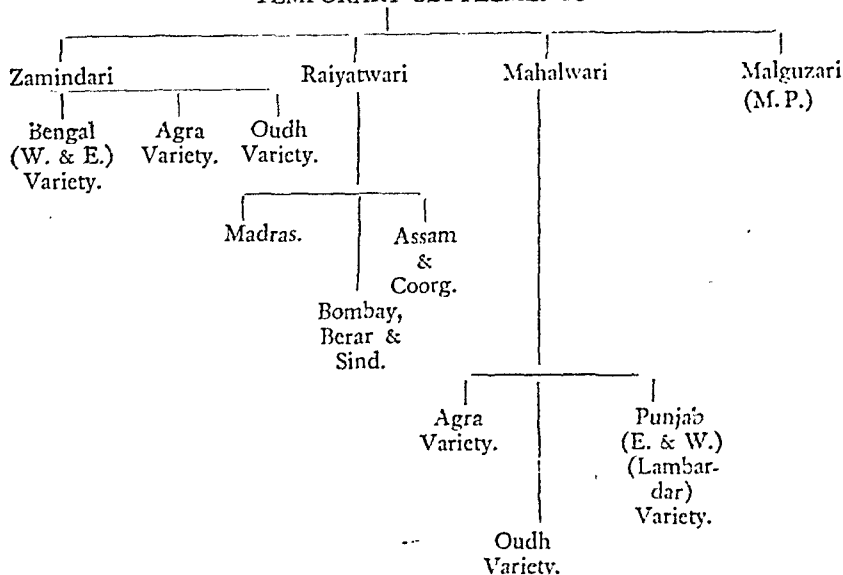 TEMPORARY SETTLEMENTS
Zamindari Raiyatwari Mahalwari Malguzari
(M. P.)
Bengal
(W. & E.)
Variety.
Agra
Variety.
Oudh
Variety.
Madras.
Assam
&
Coorg.
Bombay,
Berar &
Sind.
Agra
Variety.
Punjab
(E. & W.)
(Lambar-
dar)
Variety.
Oudh
Variety.